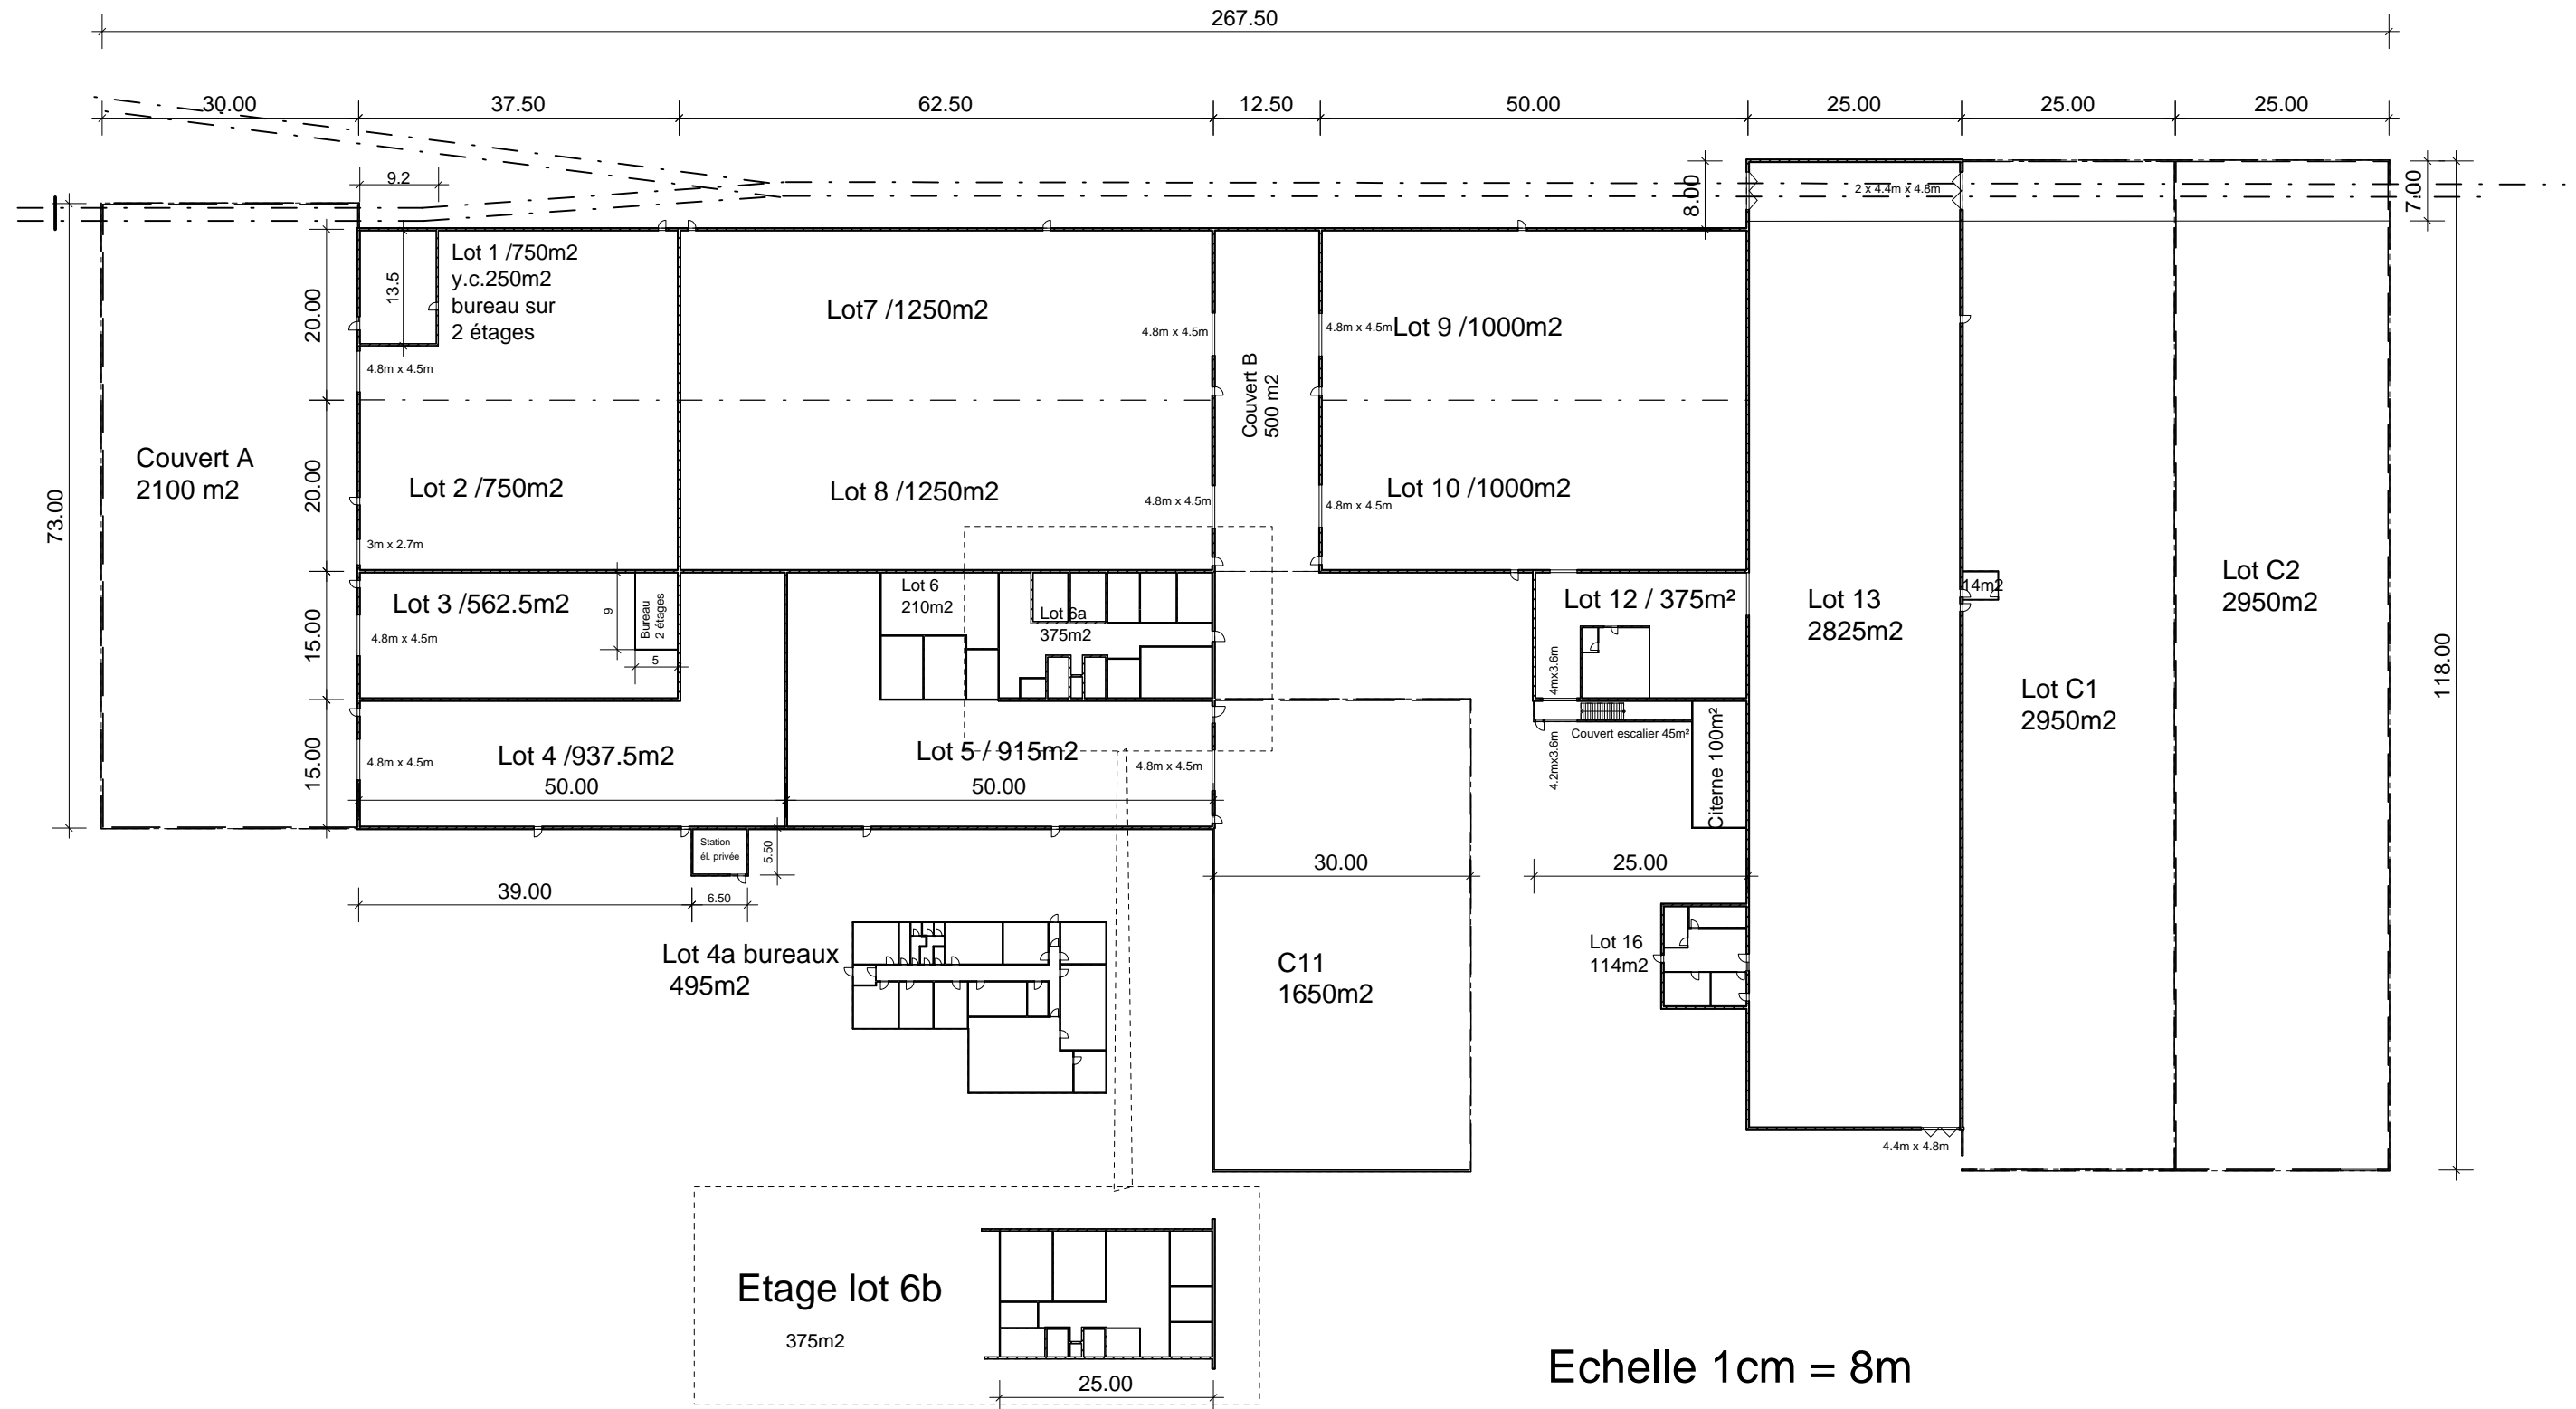 267.50
30.00
37.50
62.50
12.50
50.00
25.00
25.00
25.00
9.2
8.00
2 x 4.4m x 4.8m
7.00
Lot 1 /750m2
y.c.250m2
bureau sur
2 étages
13.5
20.00
Lot7 /1250m2
4.8m x 4.5m
4.8m x 4.5m
Lot 9 /1000m2
4.8m x 4.5m
Couvert B
500 m2
Couvert A
2100 m2
73.00
20.00
Lot 2 /750m2
Lot 8 /1250m2
4.8m x 4.5m
4.8m x 4.5m
Lot 10 /1000m2
3m x 2.7m
Lot 3 /562.5m2
9
Bureau
2 étages
5
4.8m x 4.5m
15.00
Lot 6
210m2
Lot 6a
375m2
Lot 12 / 375m²
4mx3.6m
Lot 13
2825m2
14m2
Lot C2
2950m2
118.00
Lot C1
2950m2
15.00
4.8m x 4.5m
Lot 4 /937.5m2
50.00
Lot 5 / 915m2
50.00
4.8m x 4.5m
4.2mx3.6m
Couvert escalier 45m²
Citerne 100m²
Station
él. privée
5.50
39.00
6.50
30.00
25.00
Lot 4a bureaux
495m2
C11
1650m2
Lot 16
114m2
4.4m x 4.8m
Etage lot 6b
375m2
25.00
Echelle 1cm = 8m